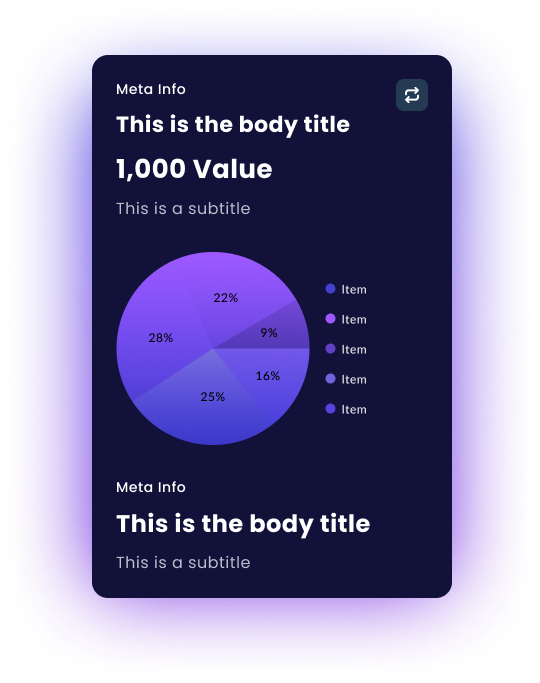 Meta Info
This is the body title
1,000 Value
This is a subtitle
22%
28%
9%
16%
25%
Item
Item
Item
Item
Item
Meta Info
This is the body title
This is a subtitle